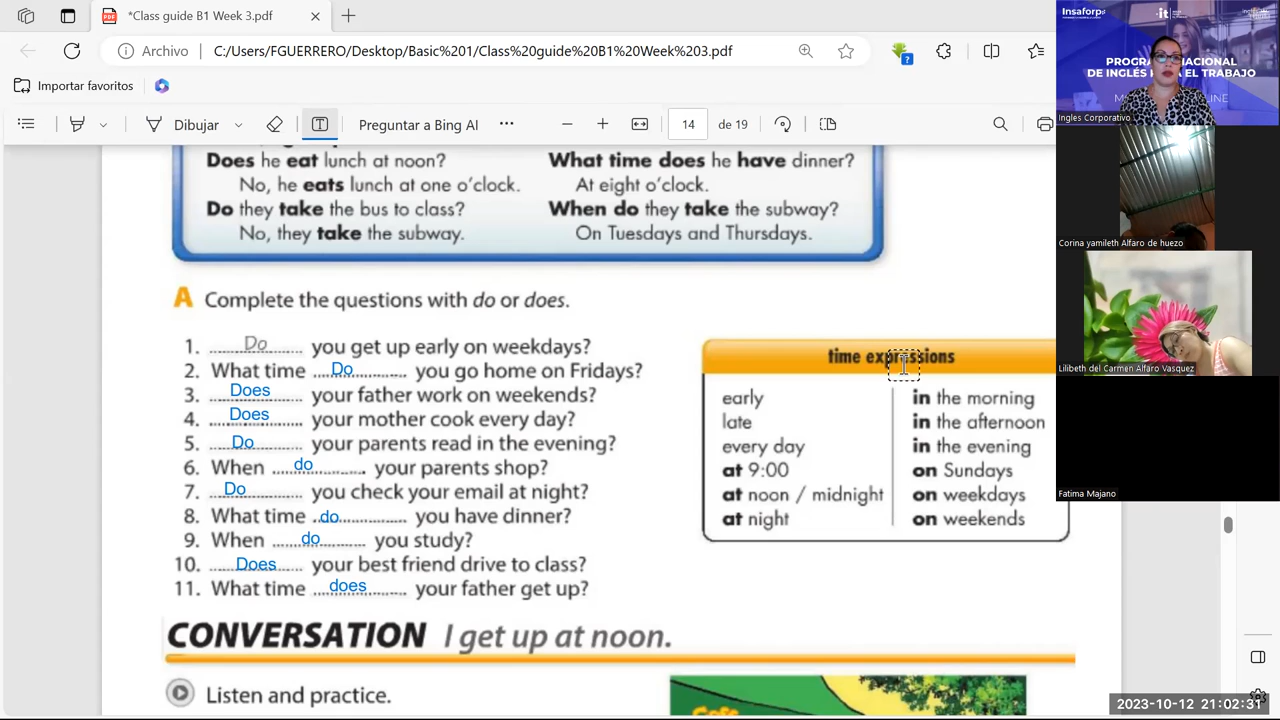 *Class guide B1 Week 3.pdf
Archivo
C:/Users/FGUERRERO/Desktop/Basic%201/Class%20guide%20B1%20Week%203.pdf
Importar favoritos
Dibujar
Preguntar a Bing AI
14
de 19
Does he eat lunch at noon?
No, he eats lunch at one o'clock.
Do they take the bus to class?
No, they take the subway.
What time does he have dinner?
At eight o'clock.
When do they take the subway?
On Tuesdays and Thursdays.
A Complete the questions with do or does.
1. Do you get up early on weekdays?
2. What time Do you go home on Fridays?
3. Does your father work on weekends?
4. Does your mother cook every day?
5. Do your parents read in the evening?
6. When do your parents shop?
7. Do you check your email at night?
8. What time do you have dinner?
9. When do you study?
10. Does your best friend drive to class?
11. What time does your father get up?
time expressions
early
late
every day
at 9:00
at noon / midnight
at night
in the morning
in the afternoon
in the evening
on Sundays
on weekdays
on weekends
CONVERSATION I get up at noon.
Listen and practice.
Insaforp
it
NACIONAL
DE INGLÉS
EL TRABAJO
Ingles Corporativo
Corina yamileth Alfaro de huezo
Lilibeth del Carmen Alfaro Vasquez
Fatima Majano
2023-10-12 21:02:31